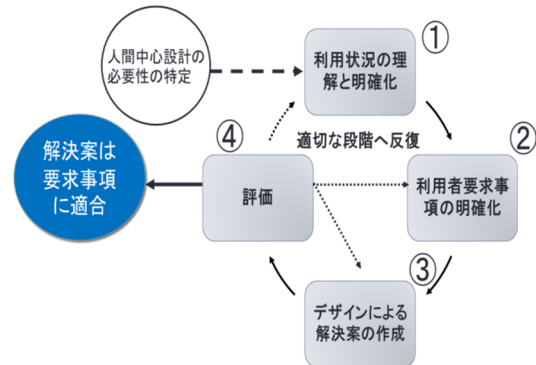 人間中心設計の
必要性の特定
①
利用状況の理
解と明確化
④
適切な段階へ反復
②
解決案は
要求事項
に適合
評価
利用者要求事
項の明確化
③
デザインによる
解決案の作成